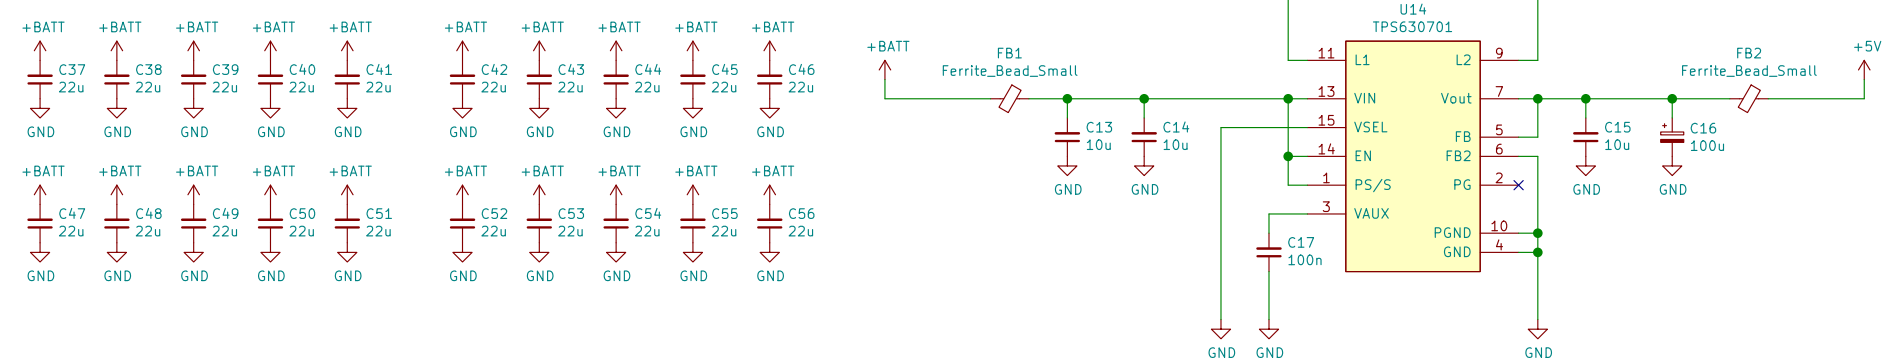 +BATT +BATT +BATT +BATT +BATT +BATT +BATT +BATT +BATT +BATT
C37 C38 C39 C40 C41 C42 C43 C44 C45 C46
22u 22u 22u 22u 22u 22u 22u 22u 22u 22u
GND GND GND GND GND GND GND GND GND GND
+BATT +BATT +BATT +BATT +BATT +BATT +BATT +BATT +BATT +BATT
C47 C48 C49 C50 C51 C52 C53 C54 C55 C56
22u 22u 22u 22u 22u 22u 22u 22u 22u 22u
GND GND GND GND GND GND GND GND GND GND
U14
TPS630701
+BATT
FB1
Ferrite_Bead_Small
C13
10u
GND
C14
10u
GND
11 L1
13 VIN
15 VSEL
14 EN
1 PS/S
3 VAUX
C17
100n
GND GND
L2 9
Vout 7
FB 5
FB2 6
PG 2
PGND 10
GND 4
GND
C15
10u
GND
+
C16
100u
GND
FB2
Ferrite_Bead_Small
+5V